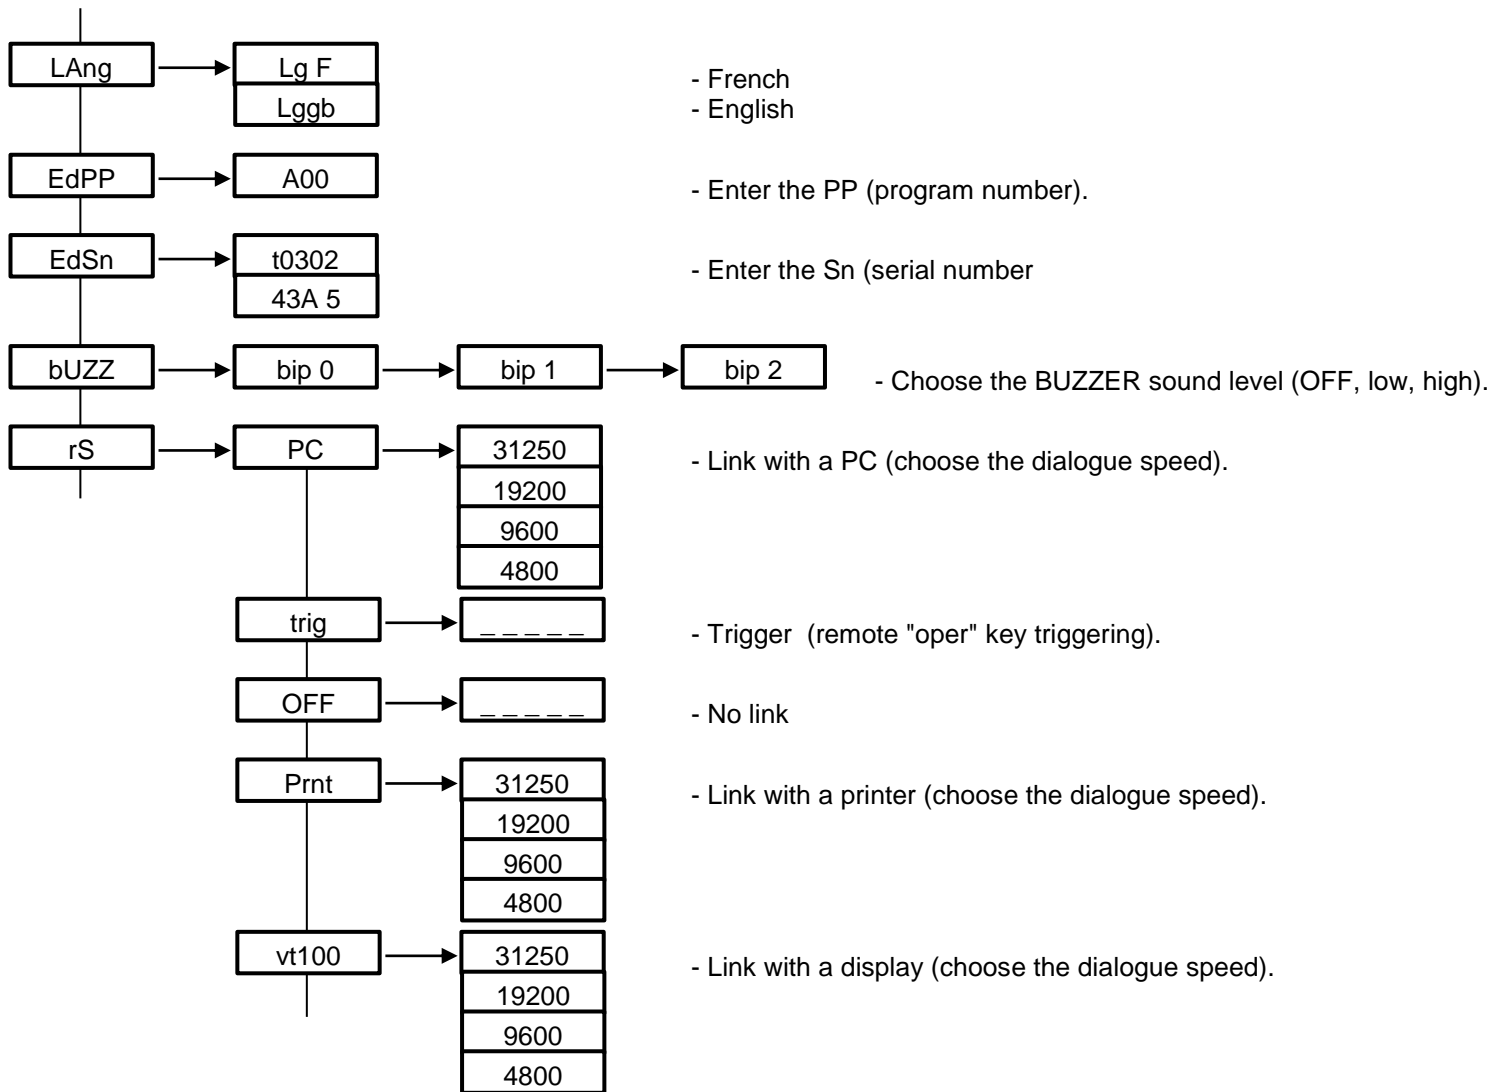 LAng
Lg F
Lggb
- French
- English
EdPP
A00
- Enter the PP (program number).
EdSn
t0302
43A 5
- Enter the Sn (serial number
bUZZ
bip 0
bip 1
bip 2
- Choose the BUZZER sound level (OFF, low, high).
rS
PC
31250
19200
9600
4800
- Link with a PC (choose the dialogue speed).
trig
_ _ _ _ _
- Trigger  (remote "oper" key triggering).
OFF
_ _ _ _ _
- No link
Prnt
31250
19200
9600
4800
- Link with a printer (choose the dialogue speed).
vt100
31250
19200
9600
4800
- Link with a display (choose the dialogue speed).